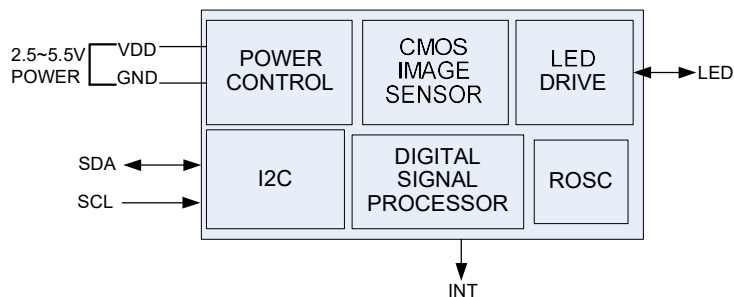 2.5~5.5V
POWER
VDD
GND
POWER
CONTROL
CMOS
IMAGE
SENSOR
LED
DRIVE
LED
SDA
SCL
I2C
DIGITAL
SIGNAL
PROCESSOR
ROSC
INT